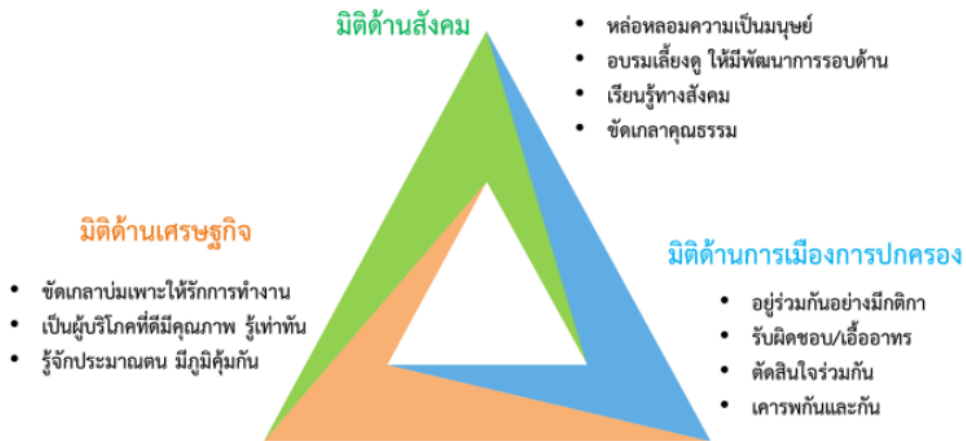 มิติด้านสังคม
• หล่อหลอมความเป็นมนุษย์
• อบรมเลี้ยงดู ให้มีพัฒนาการรอบด้าน
• เรียนรู้ทางสังคม
• ขัดเกลาคุณธรรม
มิติด้านเศรษฐกิจ
• ขัดเกลาบ่มเพาะให้รักการทำงาน
• เป็นผู้บริโภคที่ดีมีคุณภาพ รู้เท่าทัน
• รู้จักประมาณตน มีภูมิคุ้มกัน
มิติด้านการเมืองการปกครอง
• อยู่ร่วมกันอย่างมีกติกา
• รับผิดชอบ/เอื้ออาทร
• ตัดสินใจร่วมกัน
• เคารพกันและกัน